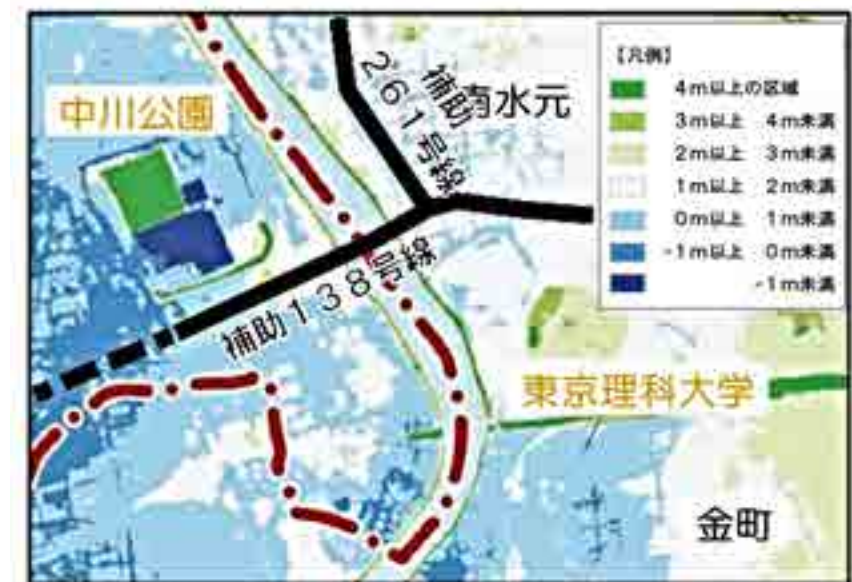 中川公園
補助261号線
南水元
【凡例】
4m以上の区域
3m以上 4m未満
2m以上 3m未満
1m以上 2m未満
0m以上 1m未満
-1m以上 0m未満
-1m未満
補助138号線
東京理科大学
金町